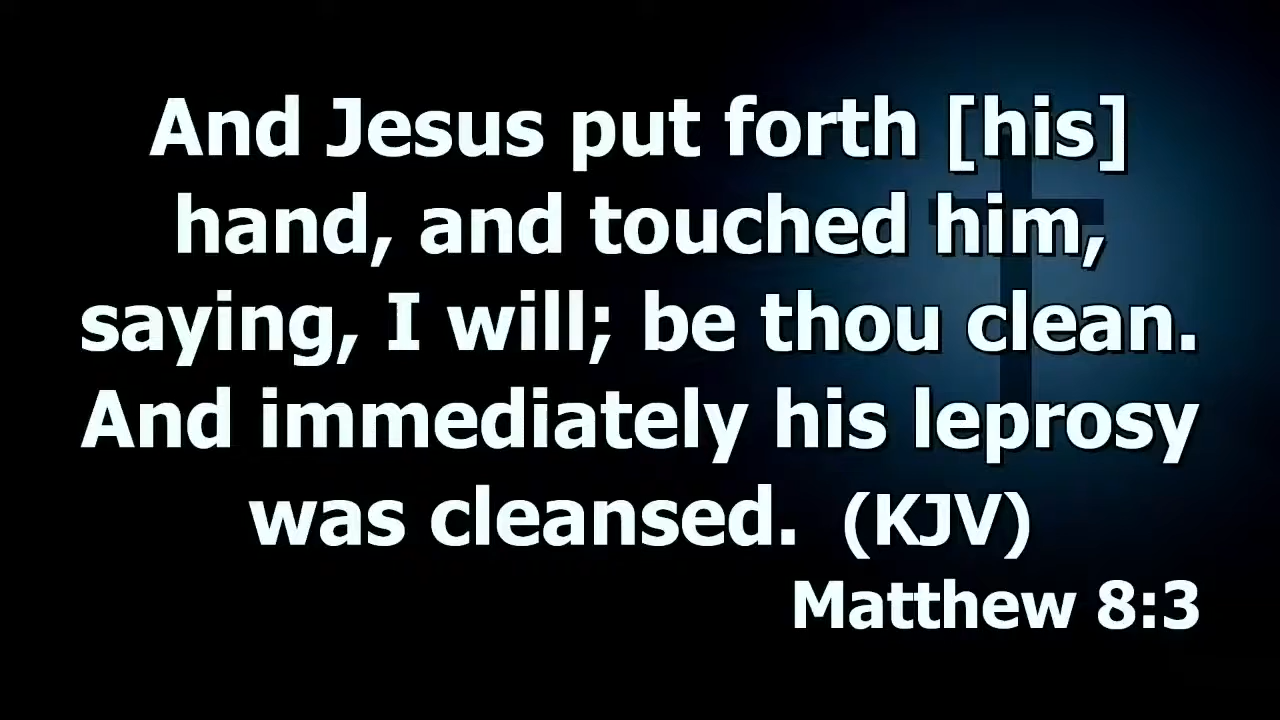 And Jesus put forth [his]
hand, and touched him,
saying, I will; be thou clean.
And immediately his leprosy
was cleansed.  (KJV)
Matthew 8:3